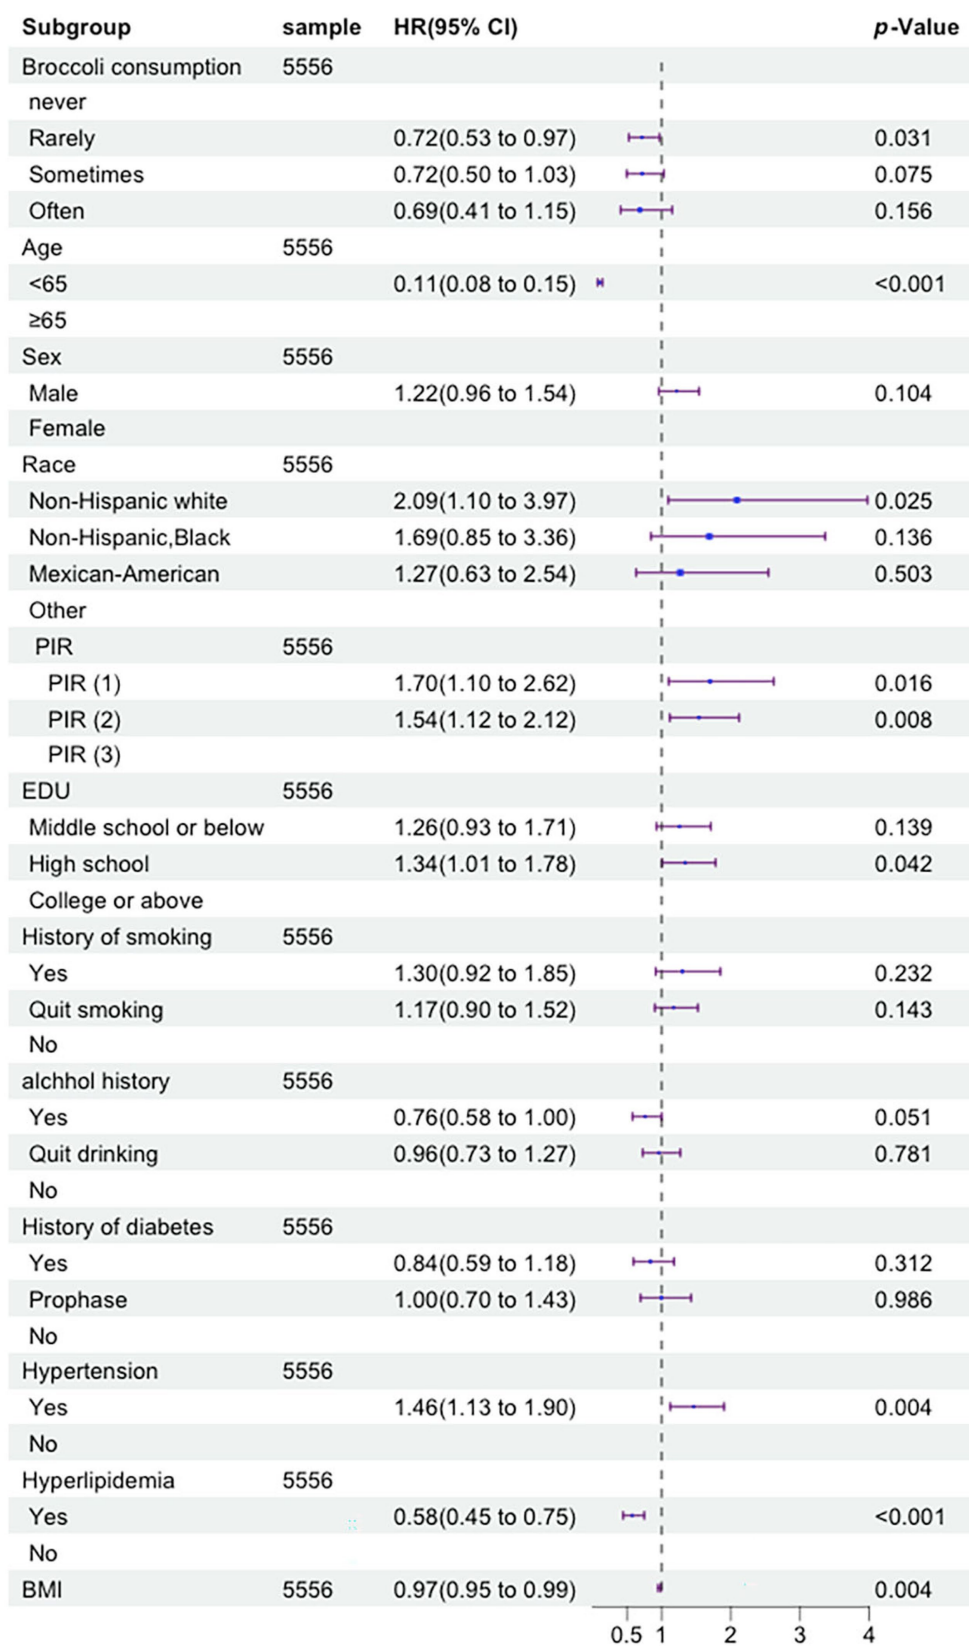 Subgroup sample HR(95% CI) p-Value
Broccoli consumption 5556
never
Rarely 0.72(0.53 to 0.97) 0.031
Sometimes 0.72(0.50 to 1.03) 0.075
Often 0.69(0.41 to 1.15) 0.156
Age 5556
<65 0.11(0.08 to 0.15) <0.001
≥65
Sex 5556
Male 1.22(0.96 to 1.54) 0.104
Female
Race 5556
Non-Hispanic white 2.09(1.10 to 3.97) 0.025
Non-Hispanic,Black 1.69(0.85 to 3.36) 0.136
Mexican-American 1.27(0.63 to 2.54) 0.503
Other
PIR 5556
PIR (1) 1.70(1.10 to 2.62) 0.016
PIR (2) 1.54(1.12 to 2.12) 0.008
PIR (3)
EDU 5556
Middle school or below 1.26(0.93 to 1.71) 0.139
High school 1.34(1.01 to 1.78) 0.042
College or above
History of smoking 5556
Yes 1.30(0.92 to 1.85) 0.232
Quit smoking 1.17(0.90 to 1.52) 0.143
No
alchhol history 5556
Yes 0.76(0.58 to 1.00) 0.051
Quit drinking 0.96(0.73 to 1.27) 0.781
No
History of diabetes 5556
Yes 0.84(0.59 to 1.18) 0.312
Prophase 1.00(0.70 to 1.43) 0.986
No
Hypertension 5556
Yes 1.46(1.13 to 1.90) 0.004
No
Hyperlipidemia 5556
Yes 0.58(0.45 to 0.75) <0.001
No
BMI 5556 0.97(0.95 to 0.99) 0.004
0.5 1 2 3 4